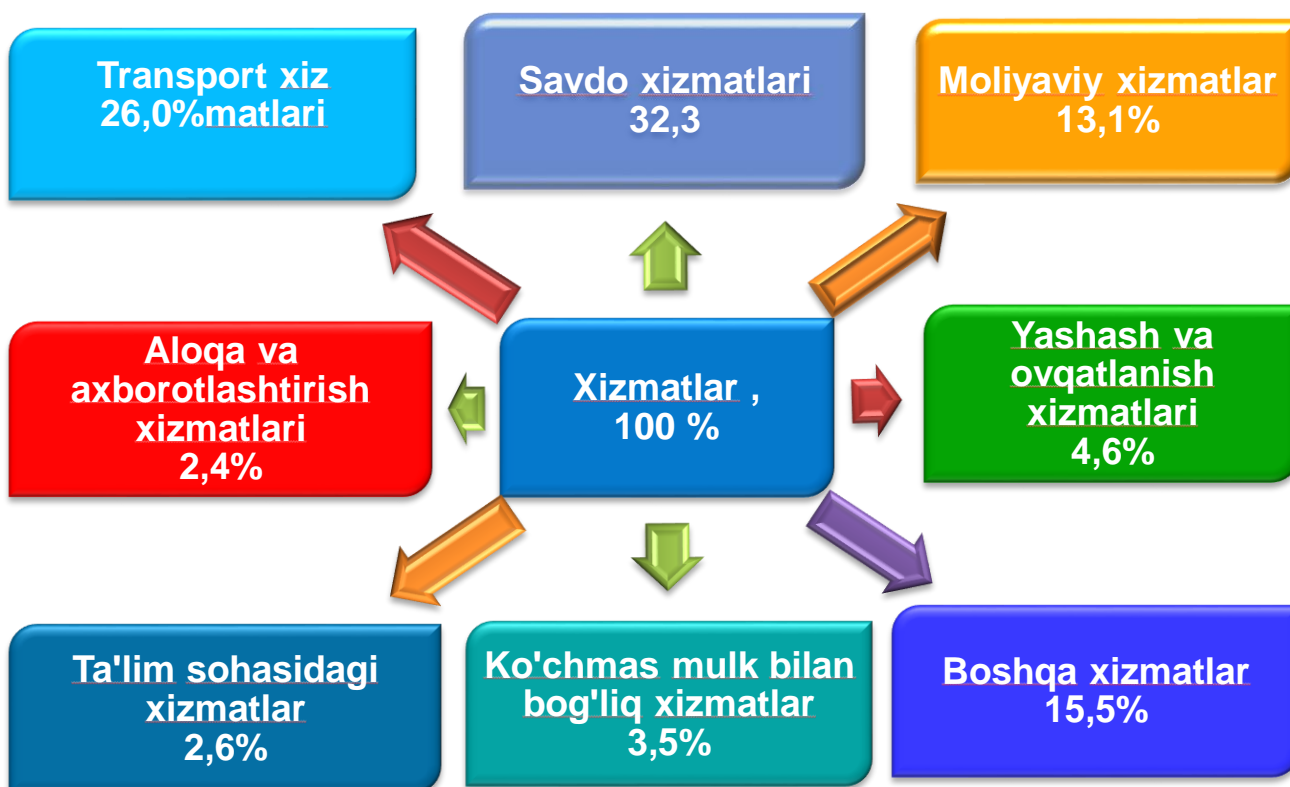 Transport xiz
26,0%matlari
Savdo xizmatlari
32,3
Moliyaviy xizmatlar
13,1%
Aloqa va
axborotlashtirish
xizmatlari
2,4%
Xizmatlar ,
100 %
Yashash va
ovqatlanish
xizmatlari
4,6%
Ta'lim sohasidagi
xizmatlar
2,6%
Ko'chmas mulk bilan
bog'liq xizmatlar
3,5%
Boshqa xizmatlar
15,5%